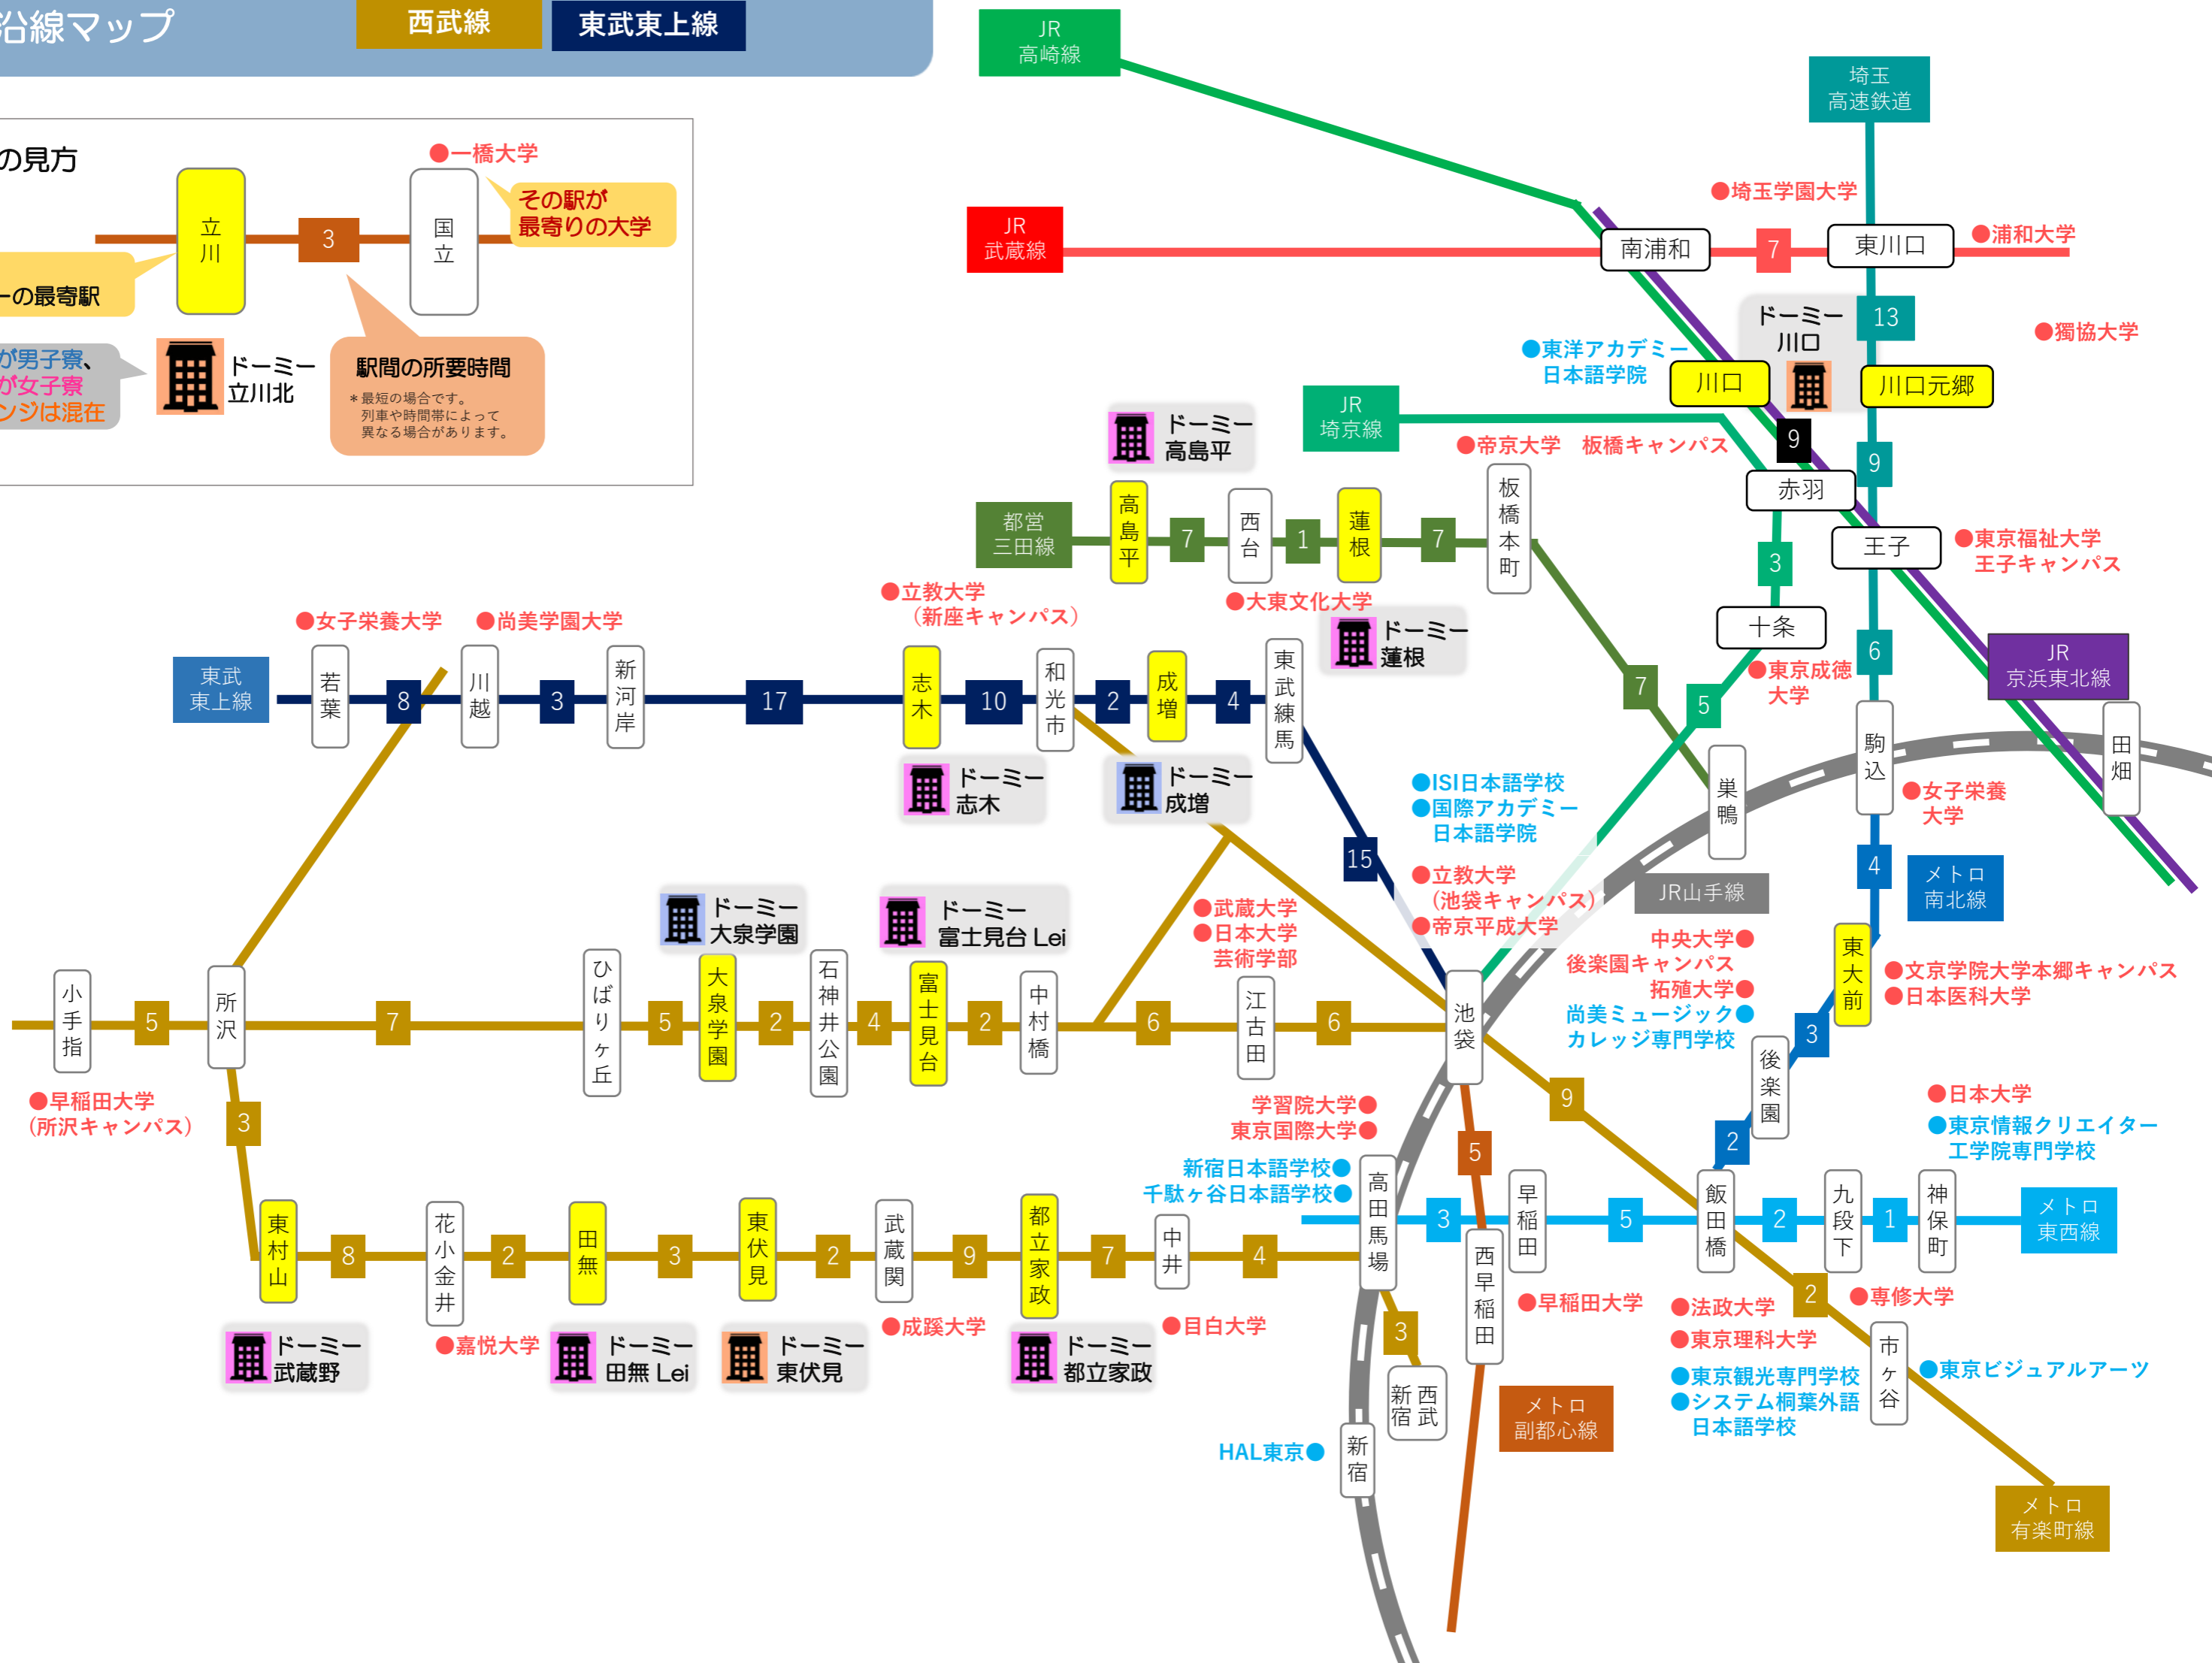 沿線マップ
西武線
東武東上線
の見方
●一橋大学
立川
3
国立
その駅が
最寄りの大学
ーの最寄駅
が男子寮、
が女子寮
ンジは混在
ドーミー
立川北
駅間の所要時間
＊最短の場合です。
列車や時間帯によって
異なる場合があります。
JR
高崎線
埼玉
高速鉄道
●埼玉学園大学
JR
武蔵線
南浦和
7
東川口
●浦和大学
ドーミー
川口
13
●獨協大学
●東洋アカデミー
日本語学院
川口
川口元郷
JR
埼京線
9
9
ドーミー
高島平
●帝京大学　板橋キャンパス
赤羽
都営
三田線
高島平
7
西台
1
蓮根
7
板橋本町
王子
●東京福祉大学
王子キャンパス
3
●大東文化大学
ドーミー
蓮根
十条
●東京成徳
大学
6
JR
京浜東北線
7
5
●女子栄養大学
●尚美学園大学
●立教大学
（新座キャンパス）
東武
東上線
若葉
8
川越
3
新河岸
17
志木
10
和光市
2
成増
4
東武練馬
ドーミー
志木
ドーミー
成増
15
●ISI日本語学校
●国際アカデミー
日本語学院
●立教大学
（池袋キャンパス）
●帝京平成大学
巣鴨
駒込
田畑
●女子栄養
大学
4
メトロ
南北線
JR山手線
ドーミー
大泉学園
ドーミー
富士見台 Lei
●武蔵大学
●日本大学
芸術学部
中央大学●
後楽園キャンパス
拓殖大学●
尚美ミュージック●
カレッジ専門学校
東大前
●文京学院大学本郷キャンパス
●日本医科大学
小手指
5
所沢
7
ひばりヶ丘
5
大泉学園
2
石神井公園
4
富士見台
2
中村橋
6
江古田
6
池袋
3
後楽園
2
9
●早稲田大学
(所沢キャンパス)
3
学習院大学●
東京国際大学●
新宿日本語学校●
千駄ヶ谷日本語学校●
5
●日本大学
●東京情報クリエイター
工学院専門学校
高田馬場
3
早稲田
5
飯田橋
2
九段下
1
神保町
メトロ
東西線
東村山
8
花小金井
2
田無
3
東伏見
2
武蔵関
9
都立家政
7
中井
4
西早稲田
ドーミー
武蔵野
●嘉悦大学
ドーミー
田無 Lei
ドーミー
東伏見
●成蹊大学
ドーミー
都立家政
●目白大学
3
西武
新宿
●早稲田大学
●法政大学
●東京理科大学
●東京観光専門学校
●システム桐葉外語
日本語学校
2
●専修大学
市ヶ谷
●東京ビジュアルアーツ
メトロ
副都心線
HAL東京●
新宿
メトロ
有楽町線